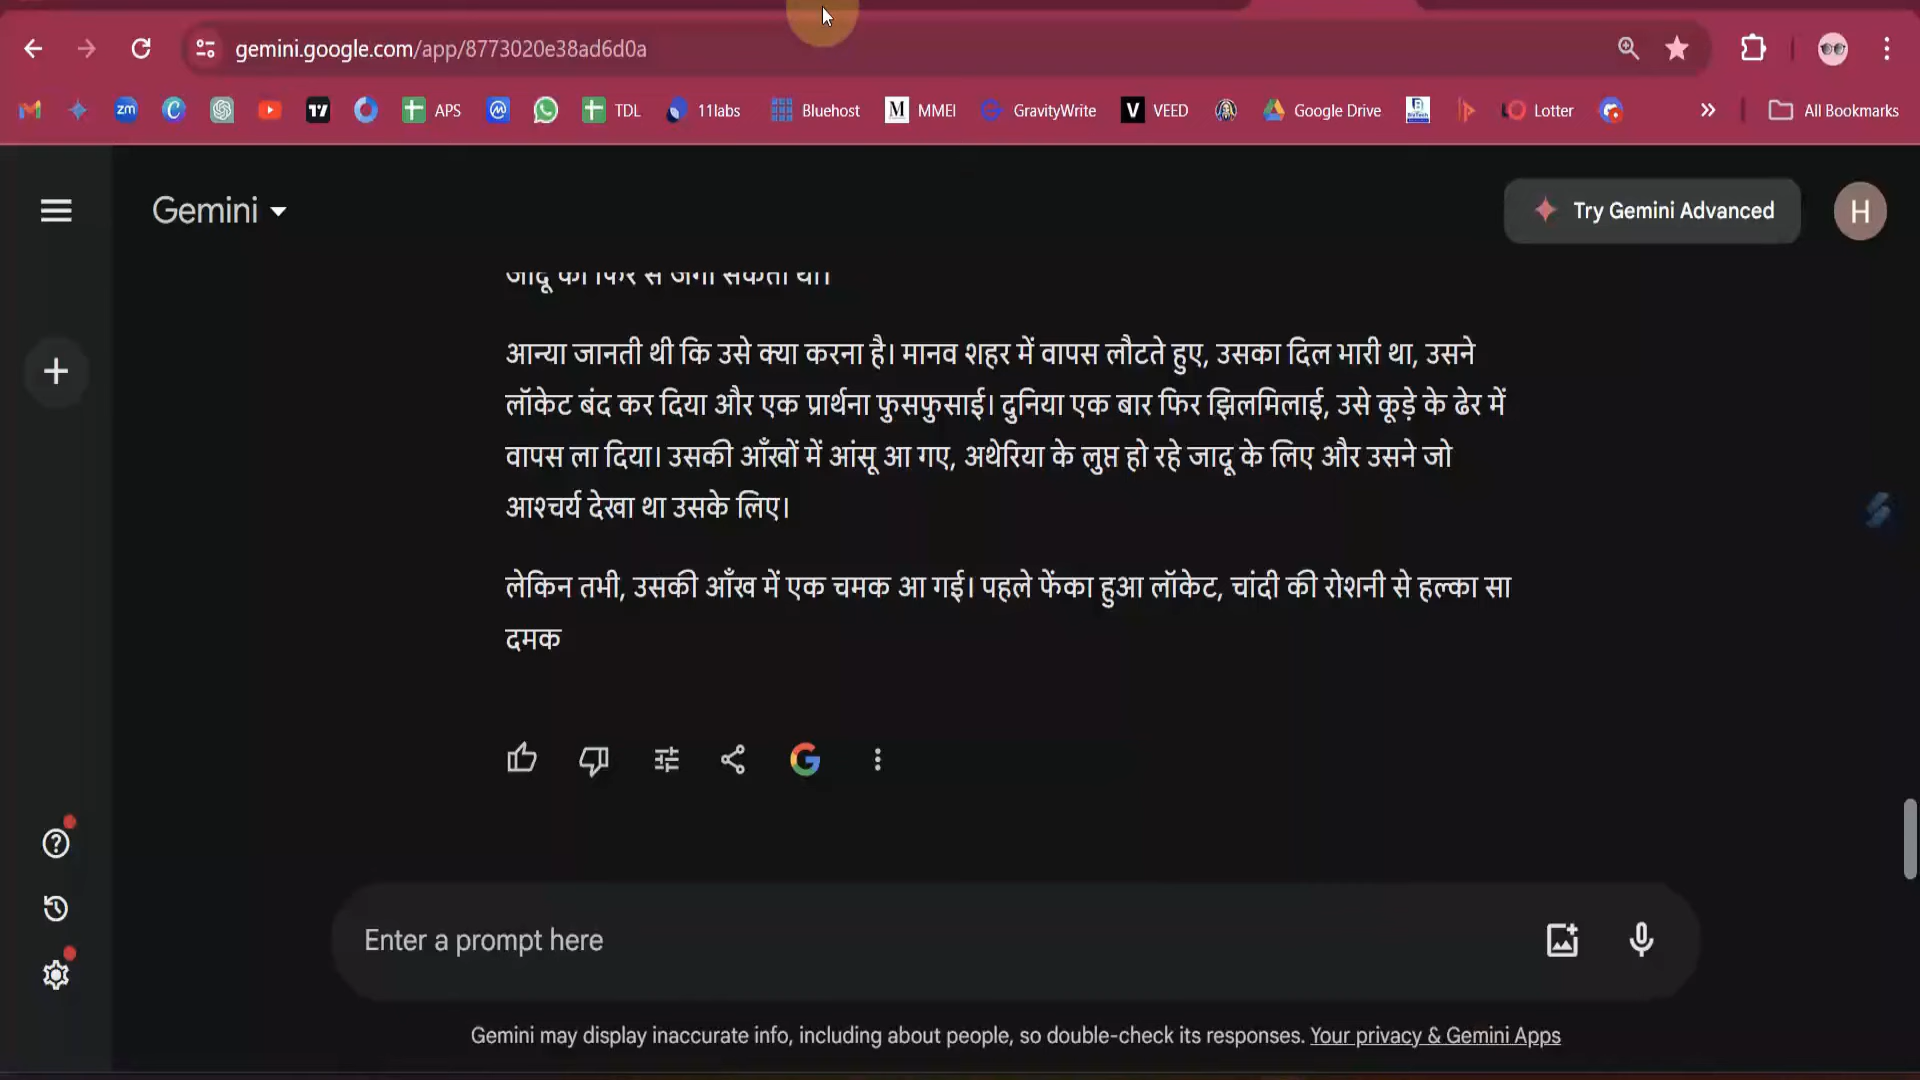 gemini.google.com/app/8773020e38ad6d0a
zm
APS
TDL
11labs
Bluehost
M MMEI
GravityWrite
V VEED
Google Drive
Lotter
All Bookmarks
Gemini
Try Gemini Advanced
H
आन्या जानती थी कि उसे क्या करना है। मानव शहर में वापस लौटते हुए, उसका दिल भारी था, उसने
लॉकेट बंद कर दिया और एक प्रार्थना फुसफुसाई। दुनिया एक बार फिर झिलमिलाई, उसे कूड़े के ढेर में
वापस ला दिया। उसकी आँखों में आंसू आ गए, अथेरिया के लुप्त हो रहे जादू के लिए और उसने जो
आश्चर्य देखा था उसके लिए।
लेकिन तभी, उसकी आँख में एक चमक आ गई। पहले फेंका हुआ लॉकेट, चांदी की रोशनी से हल्का सा
दमक
Enter a prompt here
Gemini may display inaccurate info, including about people, so double-check its responses. Your privacy & Gemini Apps